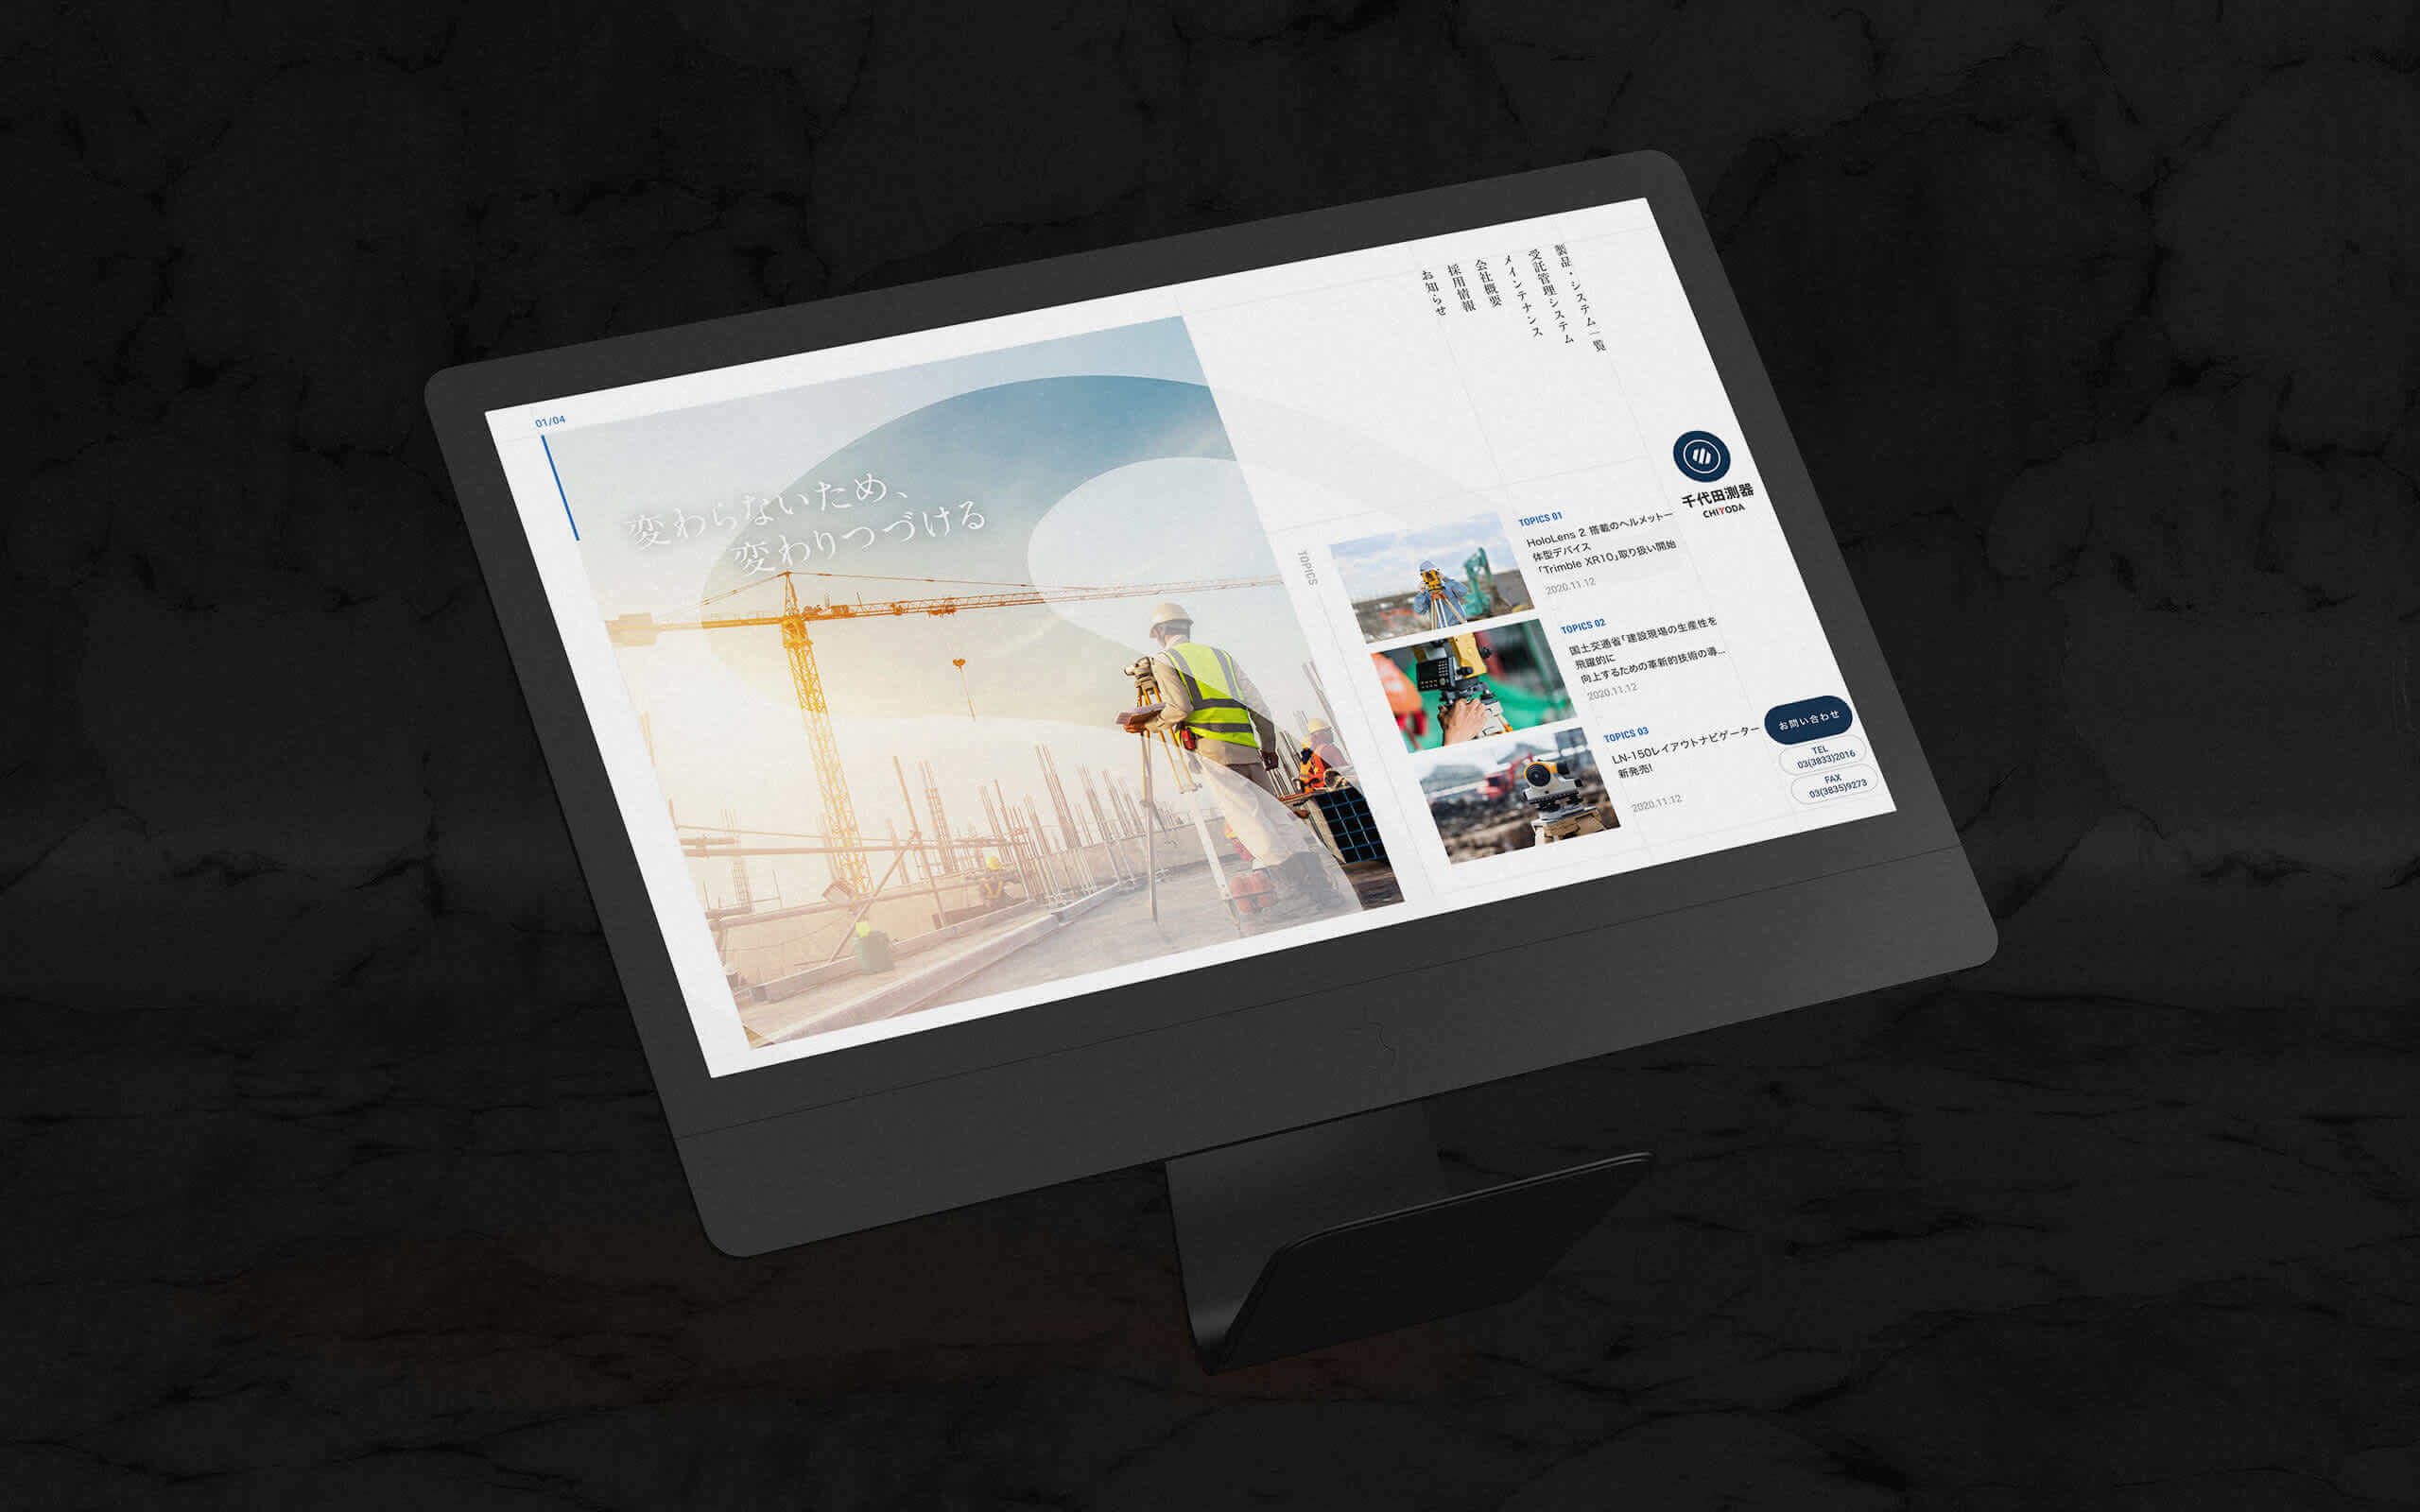 01/04
変わらないため、
変わりつづける
製品・システム一覧
受託管理システム
メインテナンス
会社概要
採用情報
お知らせ
千代田測器
CHIYODA
TOPICS
TOPICS 01
HoloLens 2 搭載のヘルメット一
体型デバイス
「Trimble XR10」取り扱い開始
2020.11.12
TOPICS 02
国土交通省「建設現場の生産性を
飛躍的に
向上するための革新的技術の導...
2020.11.12
TOPICS 03
LN-150レイアウトナビゲーター
新発売!
2020.11.12
お問い合わせ
TEL
03(3833)2016
FAX
03(3835)9273